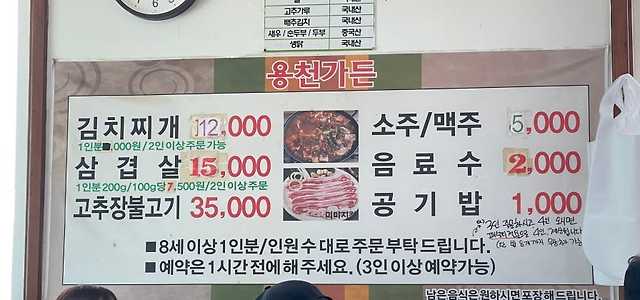 고추가루 국내산
배추김치 국내산
새우 / 순두부 / 두부 중국산
생닭 국내산
용천가든
김치찌개 12,000
1인분 ,000원/2인이상주문가능
삼겹살 15,000
1인분200g/100g당7,500원/2인이상주문
고추장불고기 35,000
이미지컷
소주/맥주 5,000
음료수 2,000
공기밥 1,000
■8세이상1인분/인원수대로주문부탁드립니다.
■예약은1시간전에해주세요.(3인이상예약가능)
남은음식은원하시면포장해드립니다.